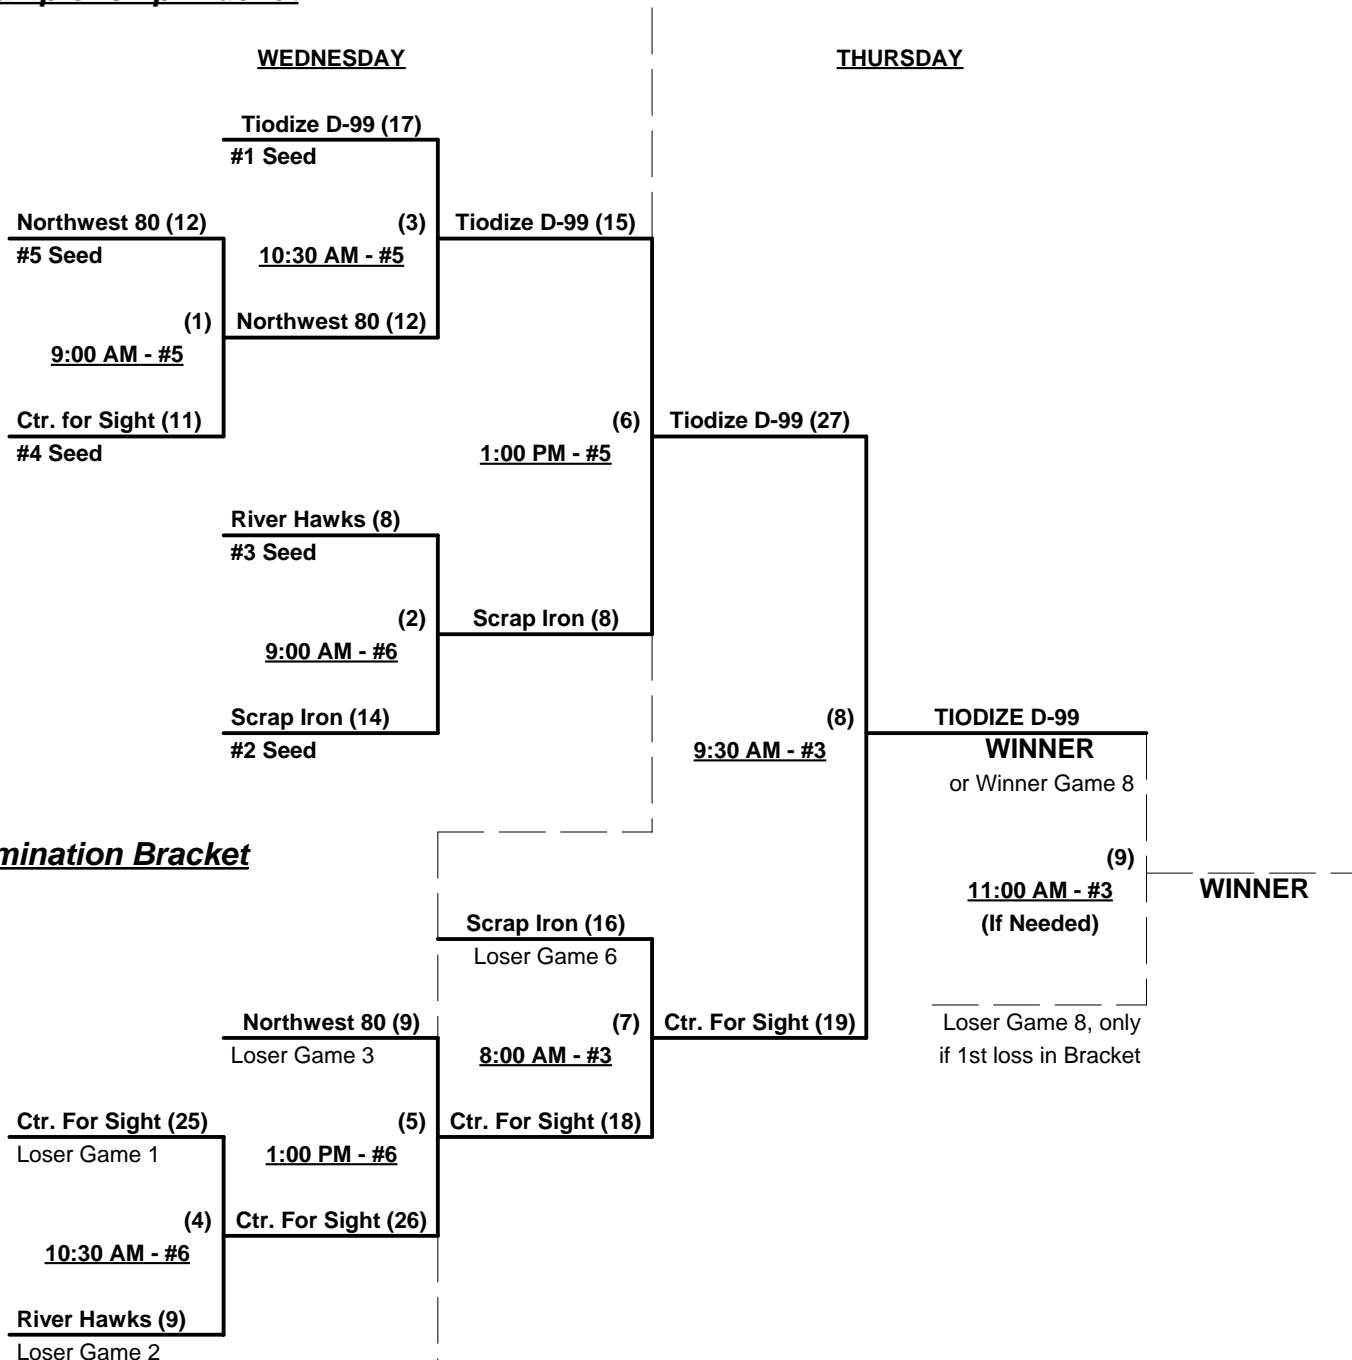 WEDNESDAY
THURSDAY
Tiodize D-99 (17)
#1 Seed
Northwest 80 (12)
(3)
Tiodize D-99 (15)
#5 Seed
10:30 AM - #5
(1)
Northwest 80 (12)
9:00 AM - #5
Ctr. for Sight (11)
(6)
Tiodize D-99 (27)
#4 Seed
1:00 PM - #5
River Hawks (8)
#3 Seed
(2)
Scrap Iron (8)
9:00 AM - #6
Scrap Iron (14)
(8)
TIODIZE D-99
#2 Seed
9:30 AM - #3
WINNER
or Winner Game 8
mination Bracket
(9)
11:00 AM - #3
WINNER
(If Needed)
Scrap Iron (16)
Loser Game 6
Northwest 80 (9)
(7)
Ctr. For Sight (19)
Loser Game 8, only
Loser Game 3
8:00 AM - #3
if 1st loss in Bracket
Ctr. For Sight (25)
(5)
Ctr. For Sight (18)
Loser Game 1
1:00 PM - #6
(4)
Ctr. For Sight (26)
10:30 AM - #6
River Hawks (9)
Loser Game 2